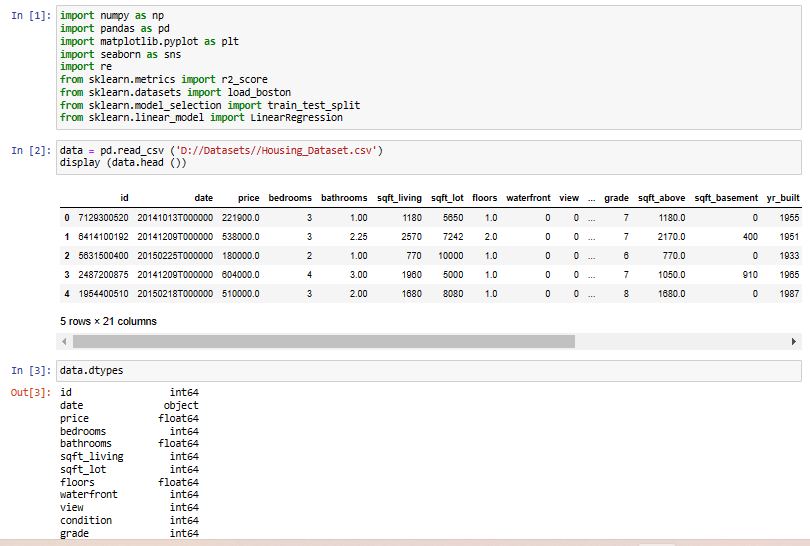 In [1]: import numpy as np
import pandas as pd
import matplotlib.pyplot as plt
import seaborn as sns
import re
from sklearn.metrics import r2_score
from sklearn.datasets import load_boston
from sklearn.model_selection import train_test_split
from sklearn.linear_model import LinearRegression
In [2]: data = pd.read_csv ('D://Datasets//Housing_Dataset.csv')
display (data.head ())
id date price bedrooms bathrooms sqft_living sqft_lot floors waterfront view ... grade sqft_above sqft_basement yr_built
0 7129300520 20141013T000000 221900.0 3 1.00 1180 5650 1.0 0 0 ... 7 1180.0 0 1955
1 6414100192 20141209T000000 538000.0 3 2.25 2570 7242 2.0 0 0 ... 7 2170.0 400 1951
2 5631500400 20150225T000000 180000.0 2 1.00 770 10000 1.0 0 0 ... 6 770.0 0 1933
3 2487200875 20141209T000000 604000.0 4 3.00 1960 5000 1.0 0 0 ... 7 1050.0 910 1965
4 1954400510 20150218T000000 510000.0 3 2.00 1680 8080 1.0 0 0 ... 8 1680.0 0 1987
5 rows × 21 columns
In [3]: data.dtypes
Out[3]: id int64
date object
price float64
bedrooms int64
bathrooms float64
sqft_living int64
sqft_lot int64
floors float64
waterfront int64
view int64
condition int64
grade int64